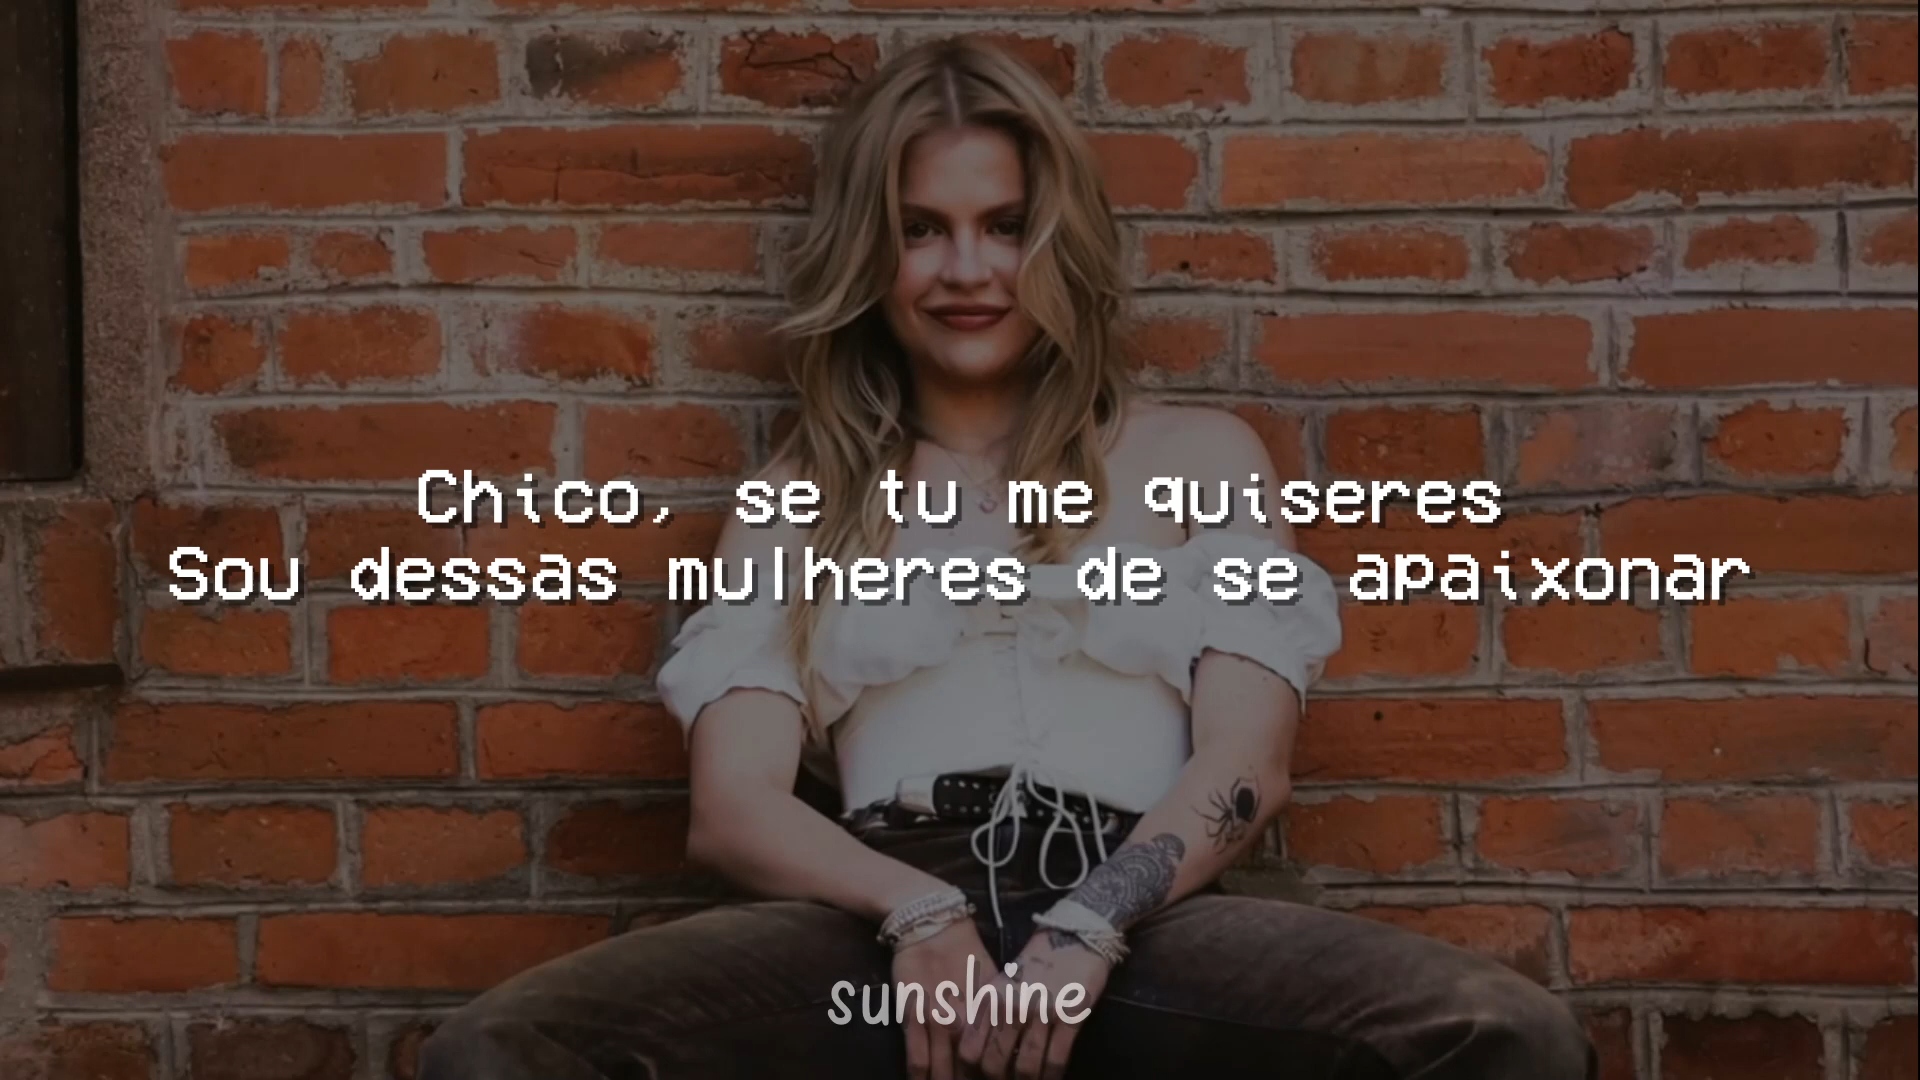 Chico, se tu me quiseres
Sou dessas mulheres de se apaixonar
sunshine